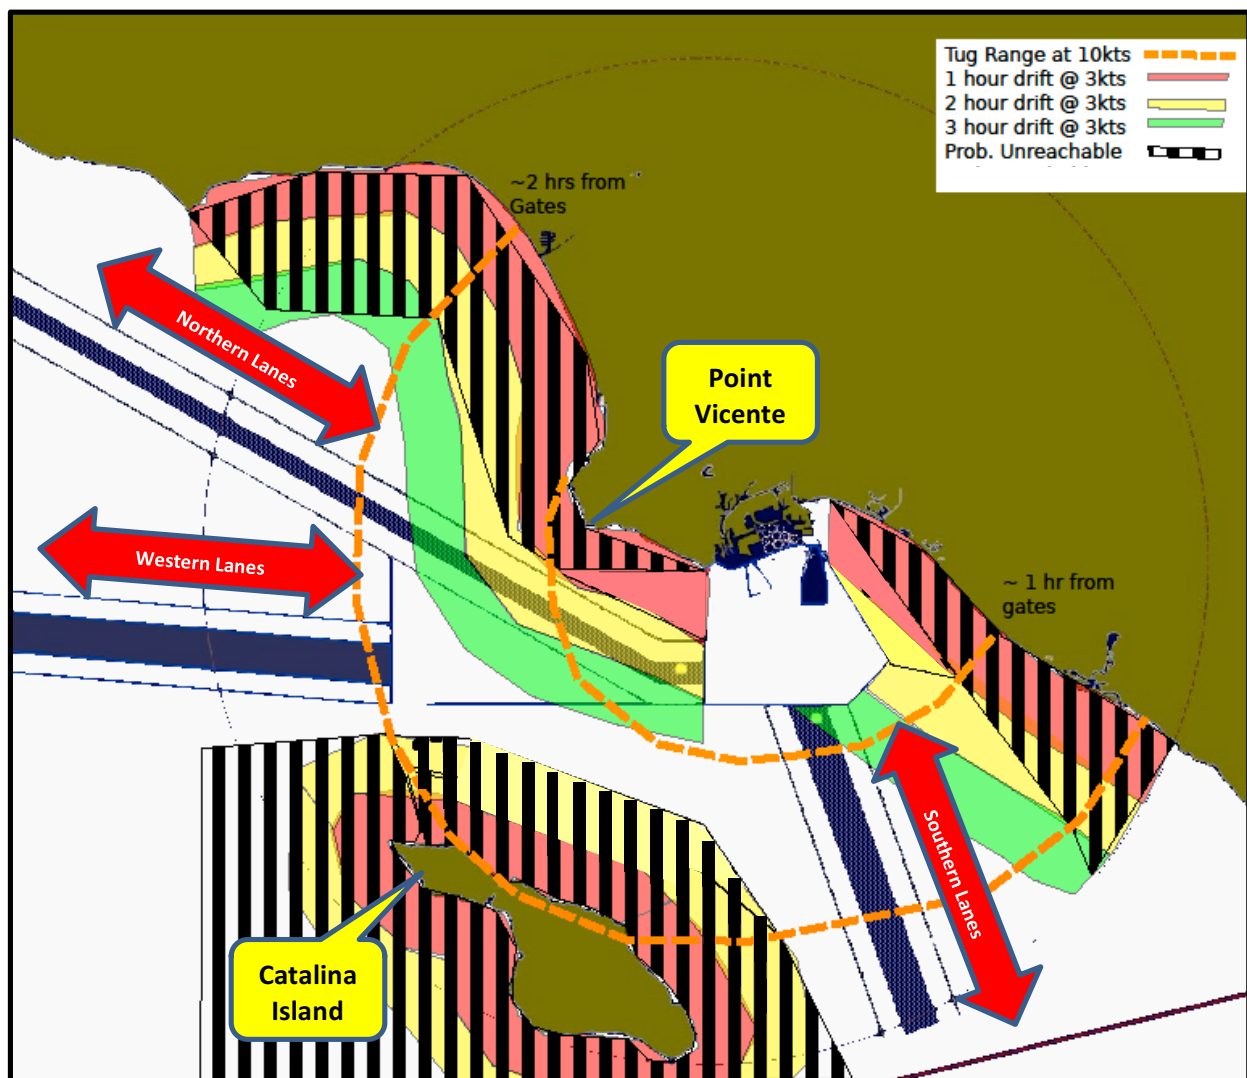 Tug Range at 10kts
1 hour drift @ 3kts
2 hour drift @ 3kts
3 hour drift @ 3kts
Prob. Unreachable
~2 hrs from
Gates
Northern Lanes
Point
Vicente
Western Lanes
~ 1 hr from
gates
Southern Lanes
Catalina
Island